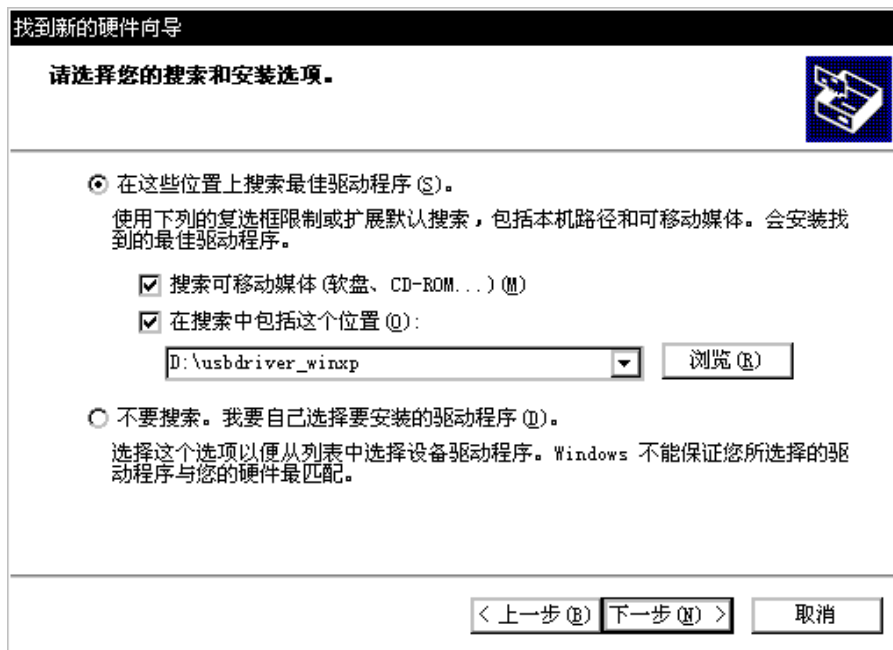 找到新的硬件向导
请选择您的搜索和安装选项。
在这些位置上搜索最佳驱动程序(S)。
使用下列的复选框限制或扩展默认搜索，包括本机路径和可移动媒体。会安装找
到的最佳驱动程序。
搜索可移动媒体(软盘、CD-ROM...)(M)
在搜索中包括这个位置(O):
D:\usbdriver_winxp
浏览(R)
不要搜索。我要自己选择要安装的驱动程序(D)。
选择这个选项以便从列表中选择设备驱动程序。Windows 不能保证您所选择的驱
动程序与您的硬件最匹配。
< 上一步(B) 下一步(N) > 取消